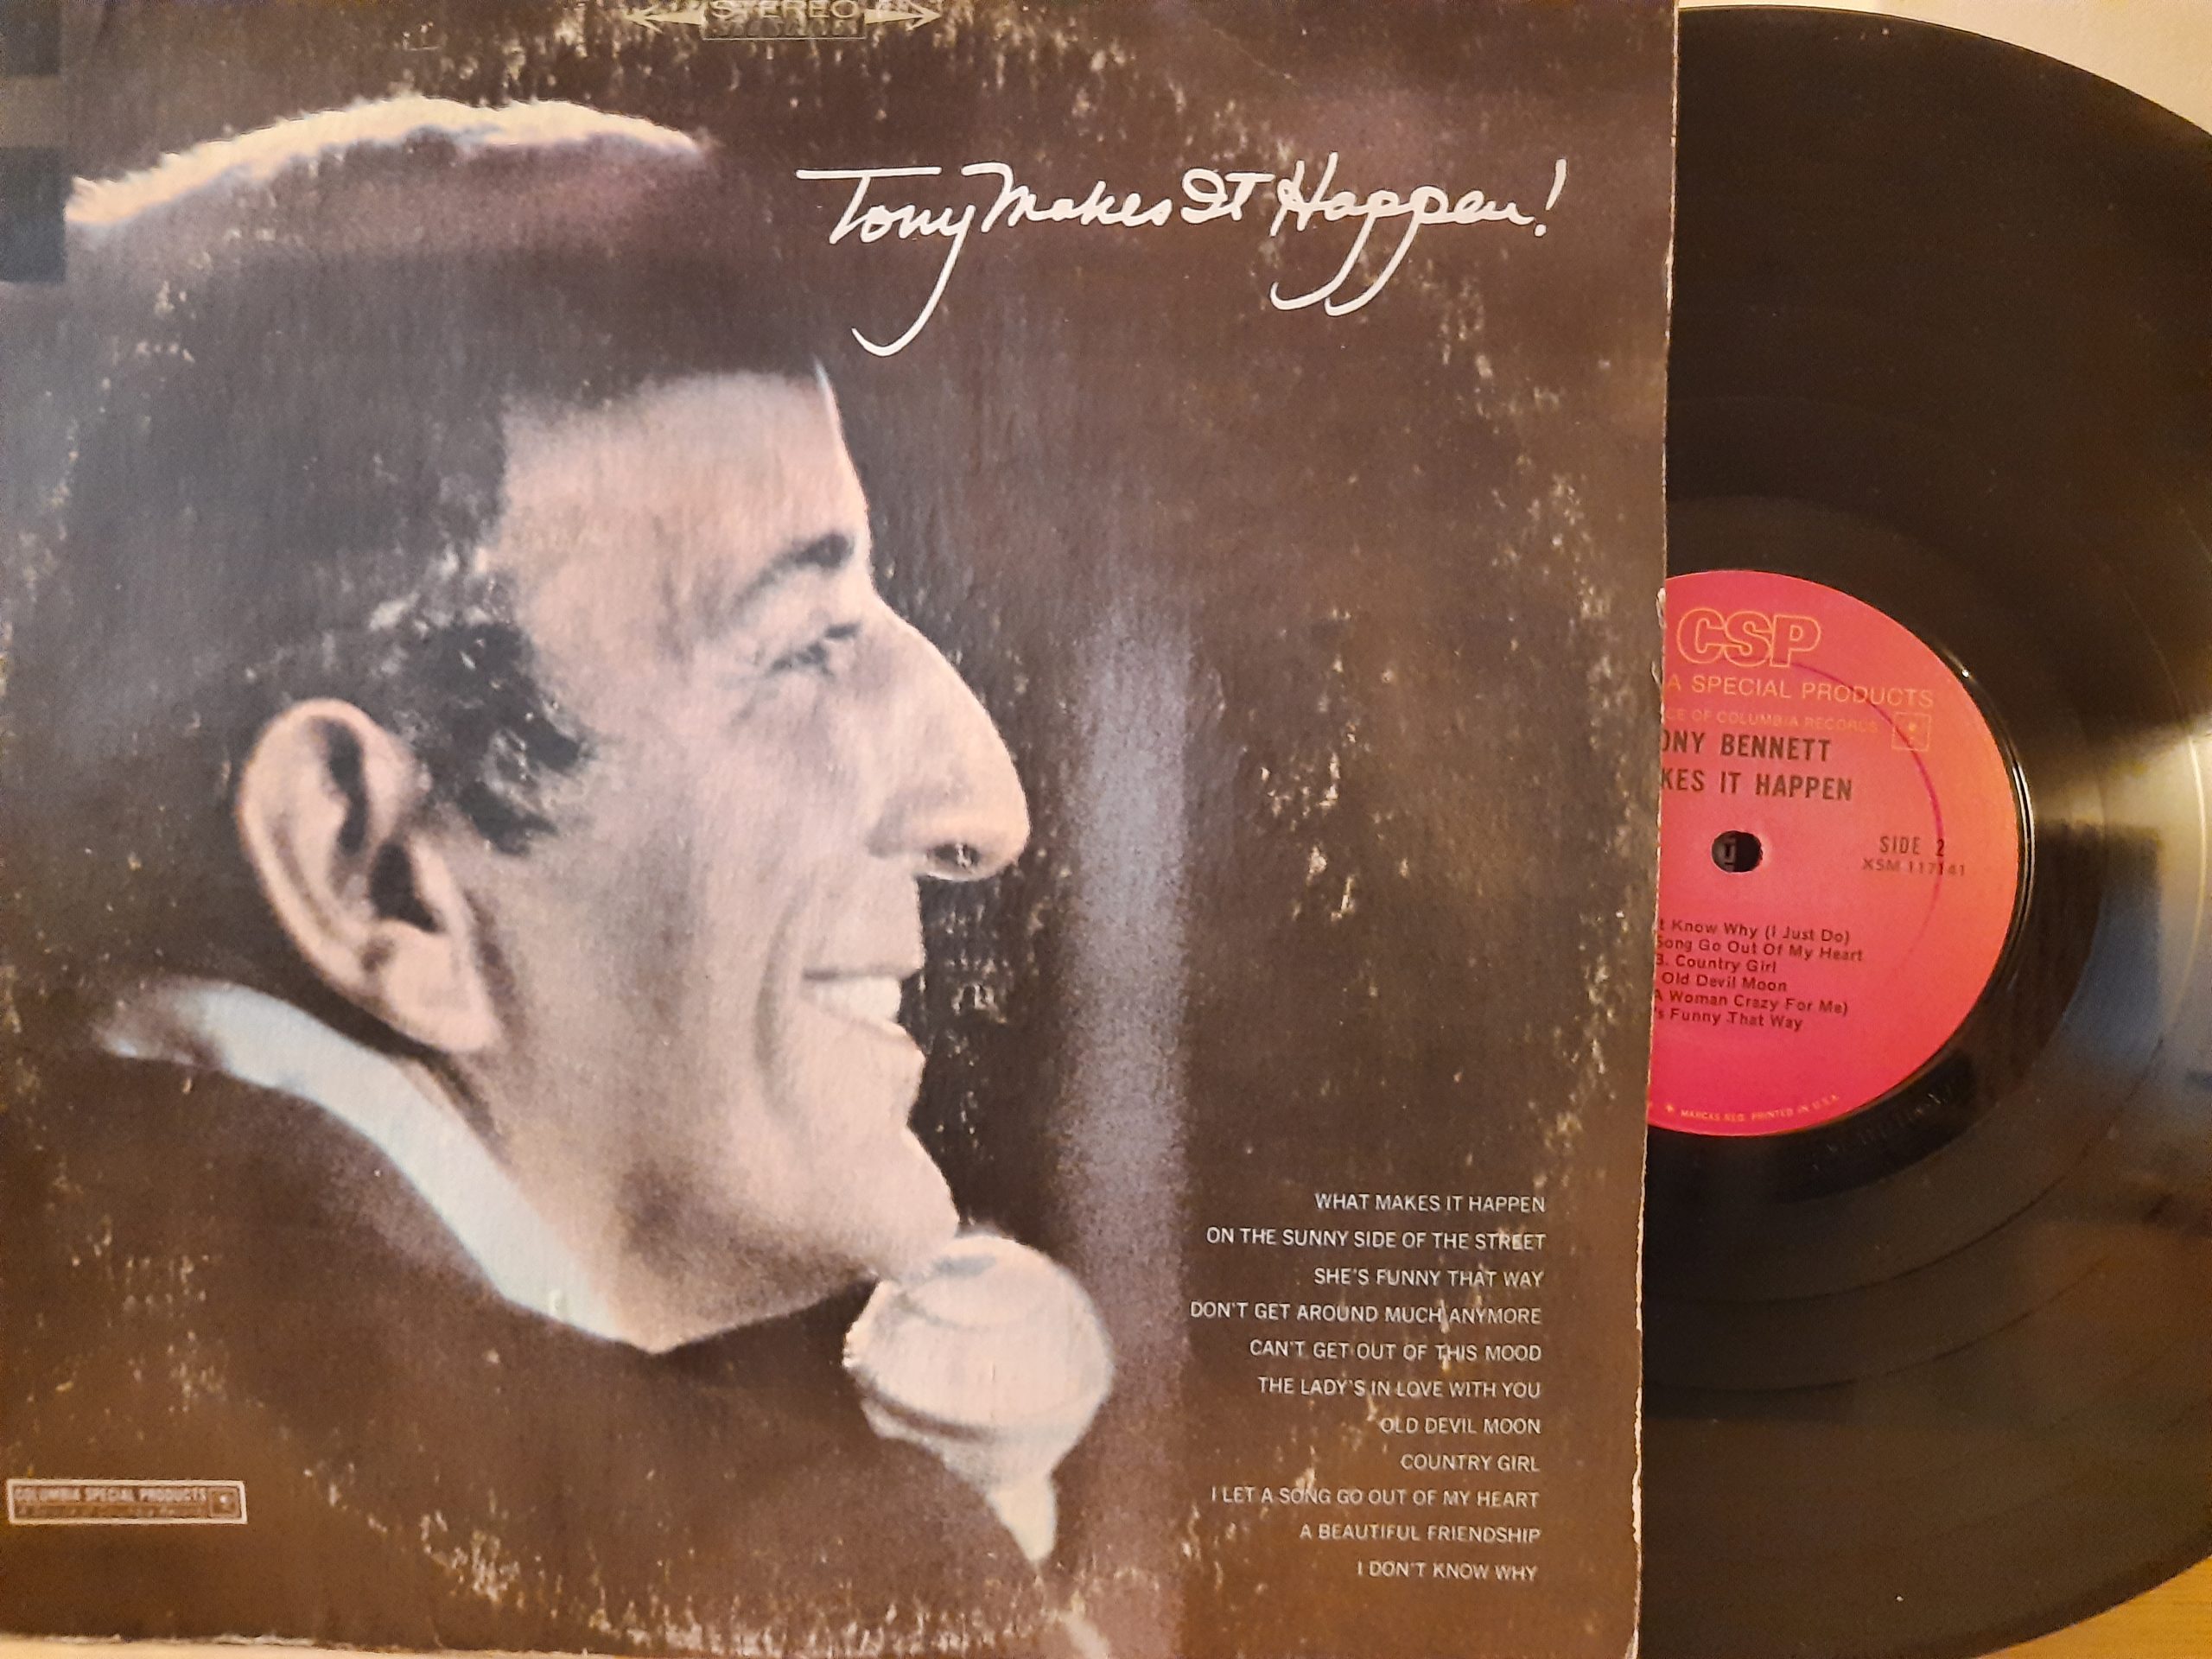 STEREO
Tony Makes It Happen!
WHAT MAKES IT HAPPEN
ON THE SUNNY SIDE OF THE STREET
SHE'S FUNNY THAT WAY
DON'T GET AROUND MUCH ANYMORE
CAN'T GET OUT OF THIS MOOD
THE LADY'S IN LOVE WITH YOU
OLD DEVIL MOON
COUNTRY GIRL
I LET A SONG GO OUT OF MY HEART
A BEAUTIFUL FRIENDSHIP
I DON'T KNOW WHY
COLUMBIA SPECIAL PRODUCTS
CSP
A SPECIAL PRODUCTS
CE OF COLUMBIA RECORDS
ONY BENNETT
KES IT HAPPEN
SIDE 2
XSM 117141
t Know Why (I Just Do)
Song Go Out Of My Heart
3. Country Girl
Old Devil Moon
A Woman Crazy For Me)
's Funny That Way
MARCAS REG. PRINTED IN U.S.A.